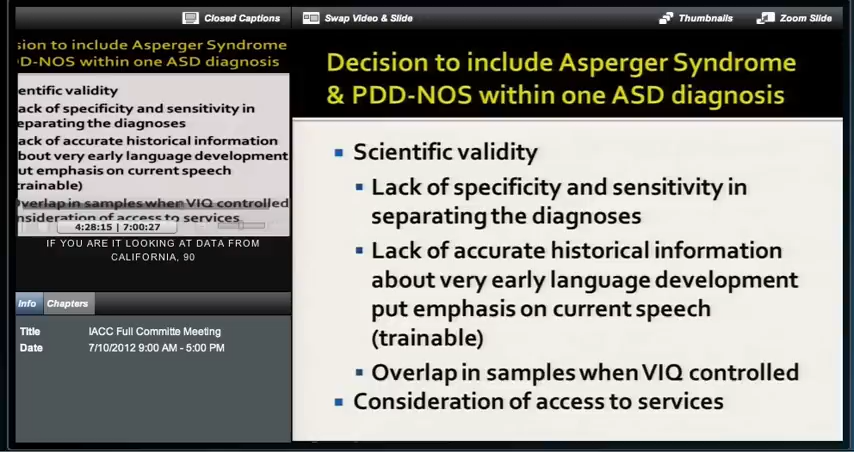 Closed Captions
Swap Video & Slide
Thumbnails
Zoom Slide
sion to include Asperger Syndrome
DD-NOS within one ASD diagnosis
entific validity
ack of specificity and sensitivity in
eparating the diagnoses
ack of accurate historical information
bout very early language development
put emphasis on current speech
trainable)
Overlap in samples when VIQ controlled
nsideration of access to services
4:28:15 | 7:00:27
IF YOU ARE IT LOOKING AT DATA FROM
CALIFORNIA, 90
Info
Chapters
Title IACC Full Committe Meeting
Date 7/10/2012 9:00 AM - 5:00 PM
Decision to include Asperger Syndrome
& PDD-NOS within one ASD diagnosis
Scientific validity
Lack of specificity and sensitivity in
separating the diagnoses
Lack of accurate historical information
about very early language development
put emphasis on current speech
(trainable)
Overlap in samples when VIQ controlled
Consideration of access to services